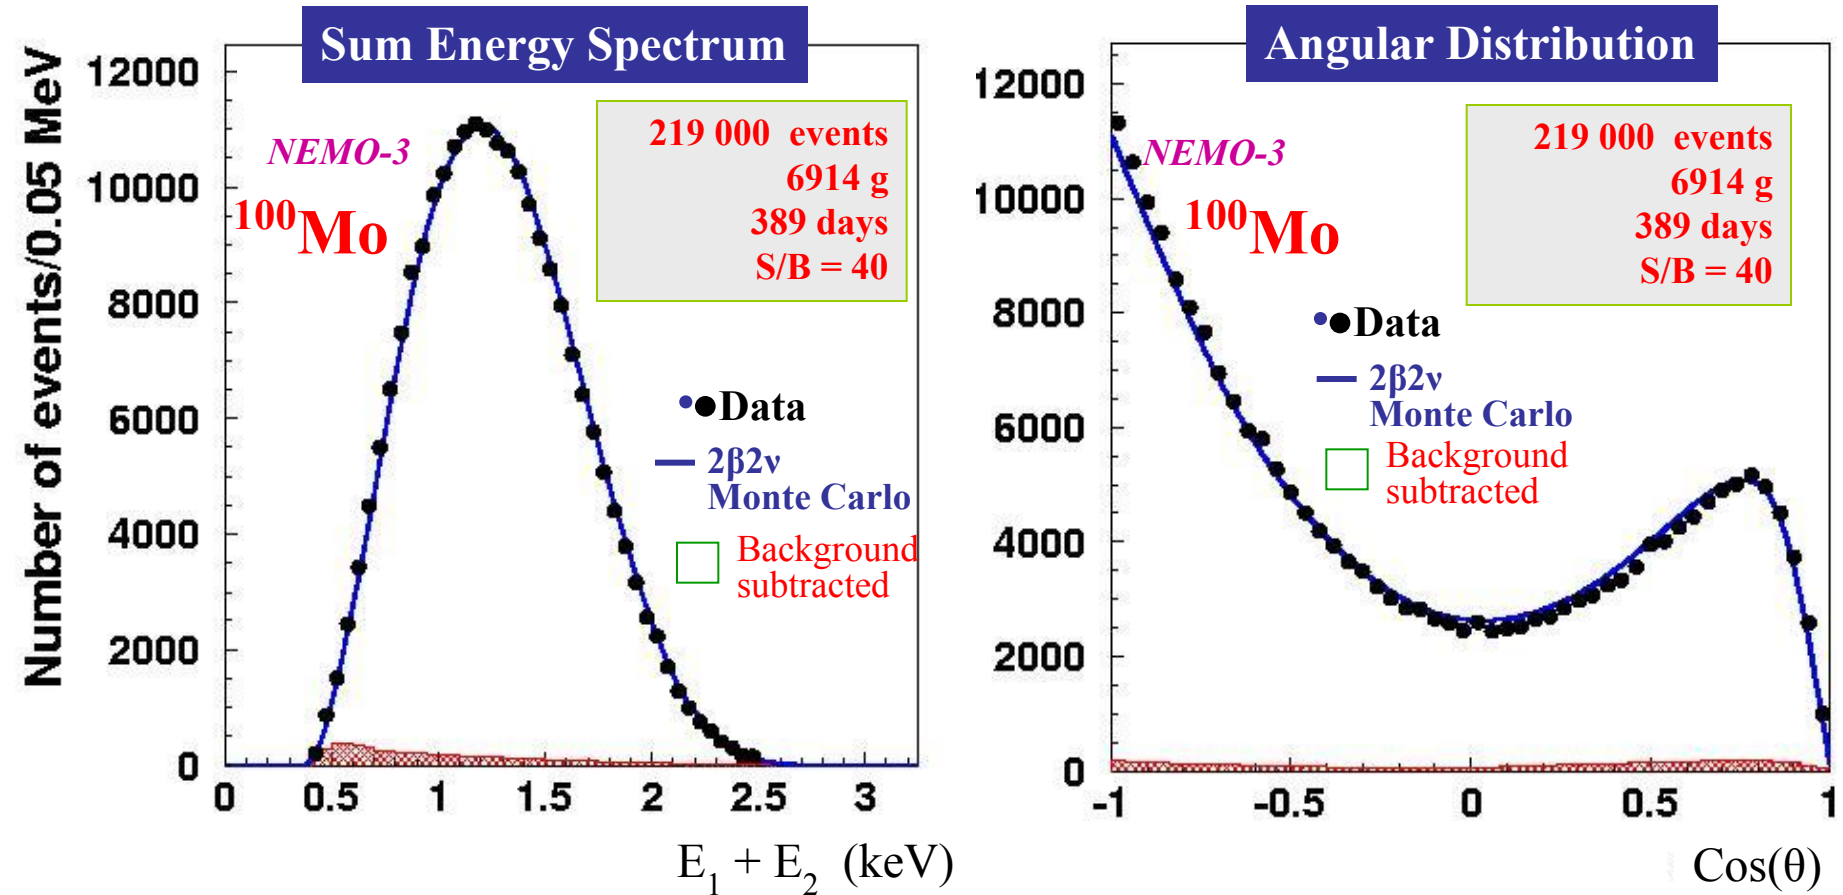 Sum Energy Spectrum
Number of events/0.05 MeV
12000
10000
8000
6000
4000
2000
0
NEMO-3
¹⁰⁰Mo
219 000 events
6914 g
389 days
S/B = 40
•●Data
2β2ν
Monte Carlo
Background
subtracted
0 0.5 1 1.5 2 2.5 3
E₁ + E₂ (keV)
Angular Distribution
12000
10000
8000
6000
4000
2000
0
NEMO-3
¹⁰⁰Mo
219 000 events
6914 g
389 days
S/B = 40
•●Data
2β2ν
Monte Carlo
Background
subtracted
-1 -0.5 0 0.5 1
Cos(θ)